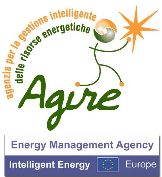 agenzia per la gestione intelligente
delle risorse energetiche
Agire
Energy Management Agency
Intelligent Energy Europe